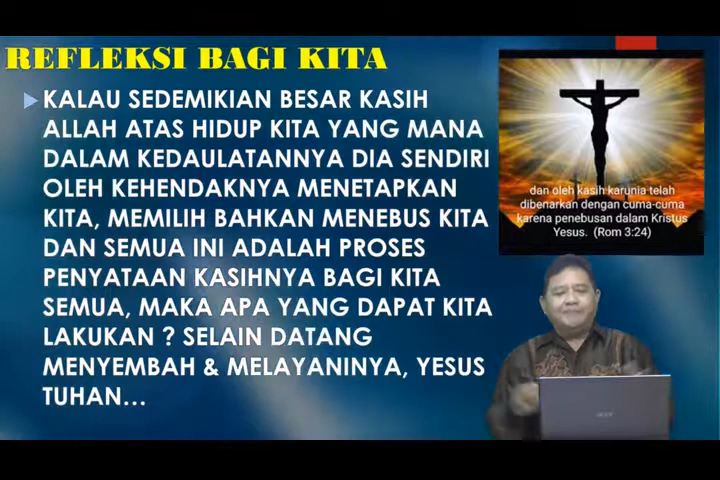 REFLEKSI BAGI KITA
KALAU SEDEMIKIAN BESAR KASIH
ALLAH ATAS HIDUP KITA YANG MANA
DALAM KEDAULATANNYA DIA SENDIRI
OLEH KEHENDAKNYA MENETAPKAN
KITA, MEMILIH BAHKAN MENEBUS KITA
DAN SEMUA INI ADALAH PROSES
PENYATAAN KASIHNYA BAGI KITA
SEMUA, MAKA APA YANG DAPAT KITA
LAKUKAN ? SELAIN DATANG
MENYEMBAH & MELAYANINYA, YESUS
TUHAN...
dan oleh kasih karunia telah
dibenarkan dengan cuma-cuma
karena penebusan dalam Kristus
Yesus. (Rom 3:24)
acer